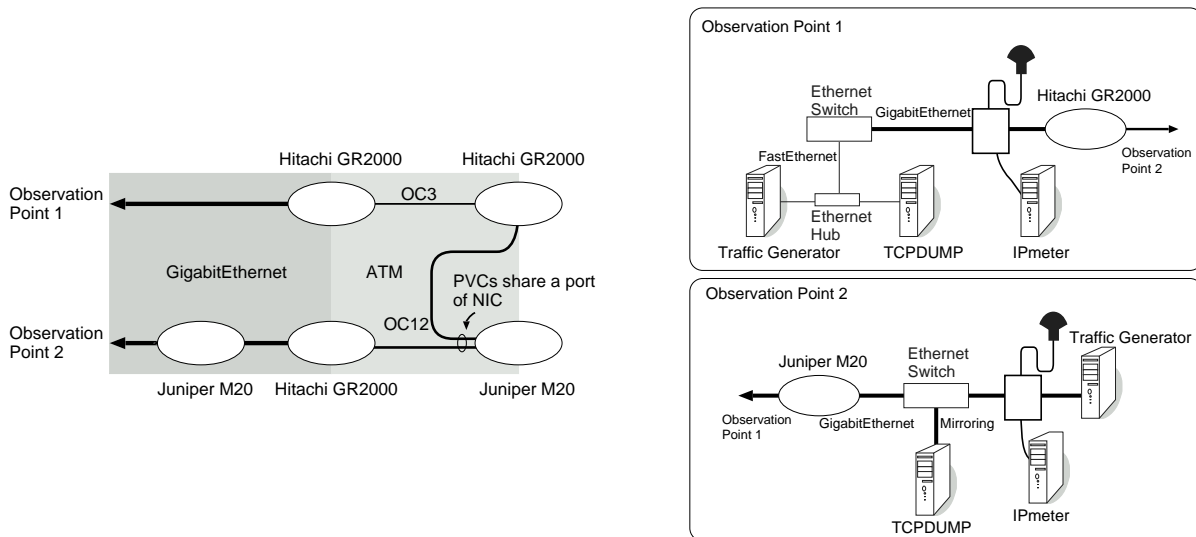 Hitachi GR2000
Hitachi GR2000
Observation
Point 1
OC3
GigabitEthernet
ATM
PVCs share a port
of NIC
Observation
Point 2
OC12
Juniper M20
Hitachi GR2000
Juniper M20
Observation Point 1
Ethernet
Switch
GigabitEthernet
Hitachi GR2000
FastEthernet
Observation
Point 2
Ethernet
Hub
Traffic Generator
TCPDUMP
IPmeter
Observation Point 2
Traffic Generator
Juniper M20
Ethernet
Switch
Observation
Point 1
GigabitEthernet
Mirroring
TCPDUMP
IPmeter